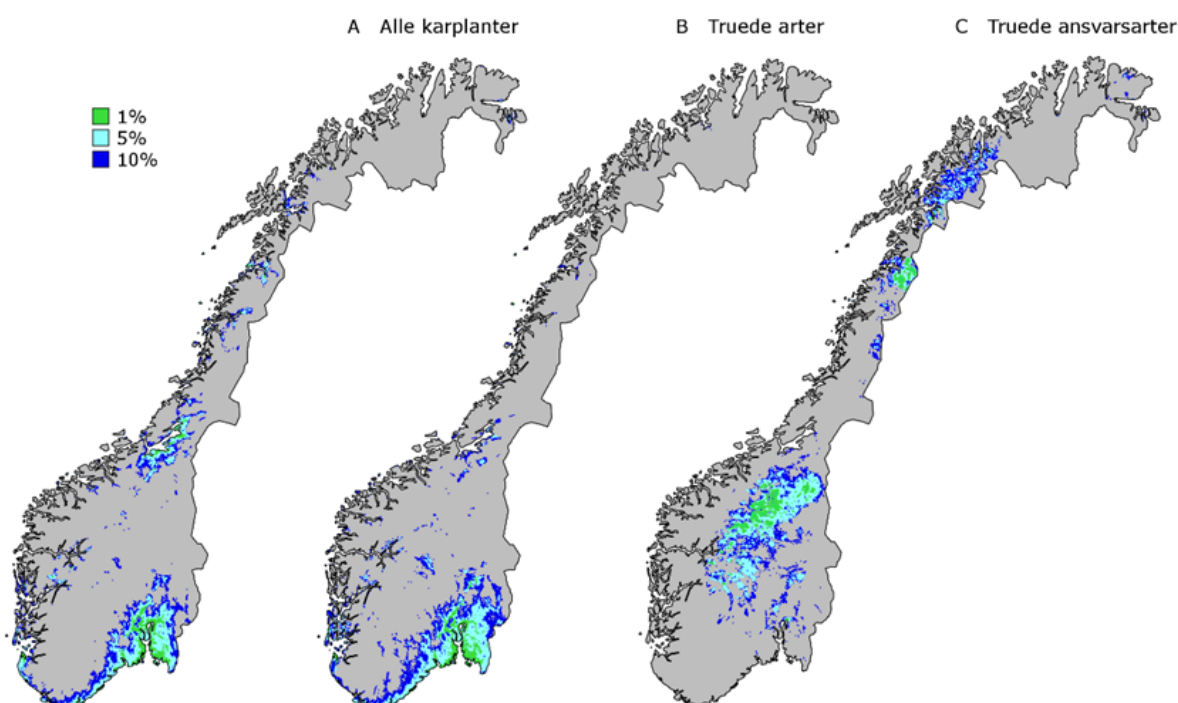 A Alle karplanter
B Truede arter
C Truede ansvarsarter
1%
5%
10%